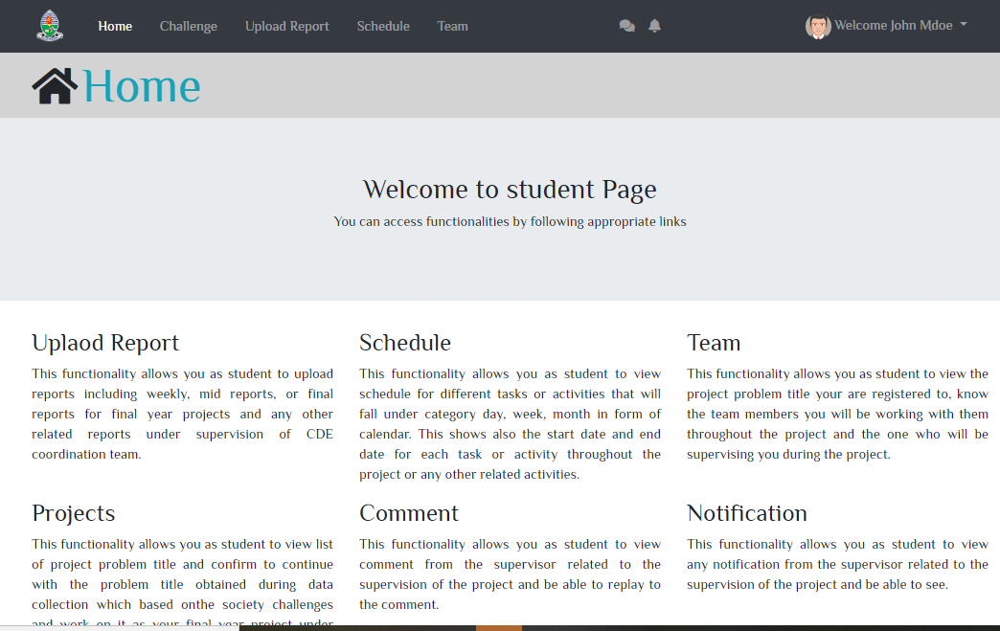 Home Challenge Upload Report Schedule Team Welcome John Mdoe
Home
Welcome to student Page
You can access functionalities by following appropriate links
Uplaod Report
This functionality allows you as student to upload
reports including weekly, mid reports, or final
reports for final year projects and any other
related reports under supervision of CDE
coordination team.
Schedule
This functionality allows you as student to view
schedule for different tasks or activities that will
fall under category day, week, month in form of
calendar. This shows also the start date and end
date for each task or activity throughout the
project or any other related activities.
Team
This functionality allows you as student to view the
project problem title your are registered to, know
the team members you will be working with them
throughout the project and the one who will be
supervising you during the project.
Projects
This functionality allows you as student to view list
of project problem title and confirm to continue
with the problem title obtained during data
collection which based onthe society challenges
and work on it as your final year project under
Comment
This functionality allows you as student to view
comment from the supervisor related to the
supervision of the project and be able to replay to
the comment.
Notification
This functionality allows you as student to view
any notification from the supervisor related to the
supervision of the project and be able to see.